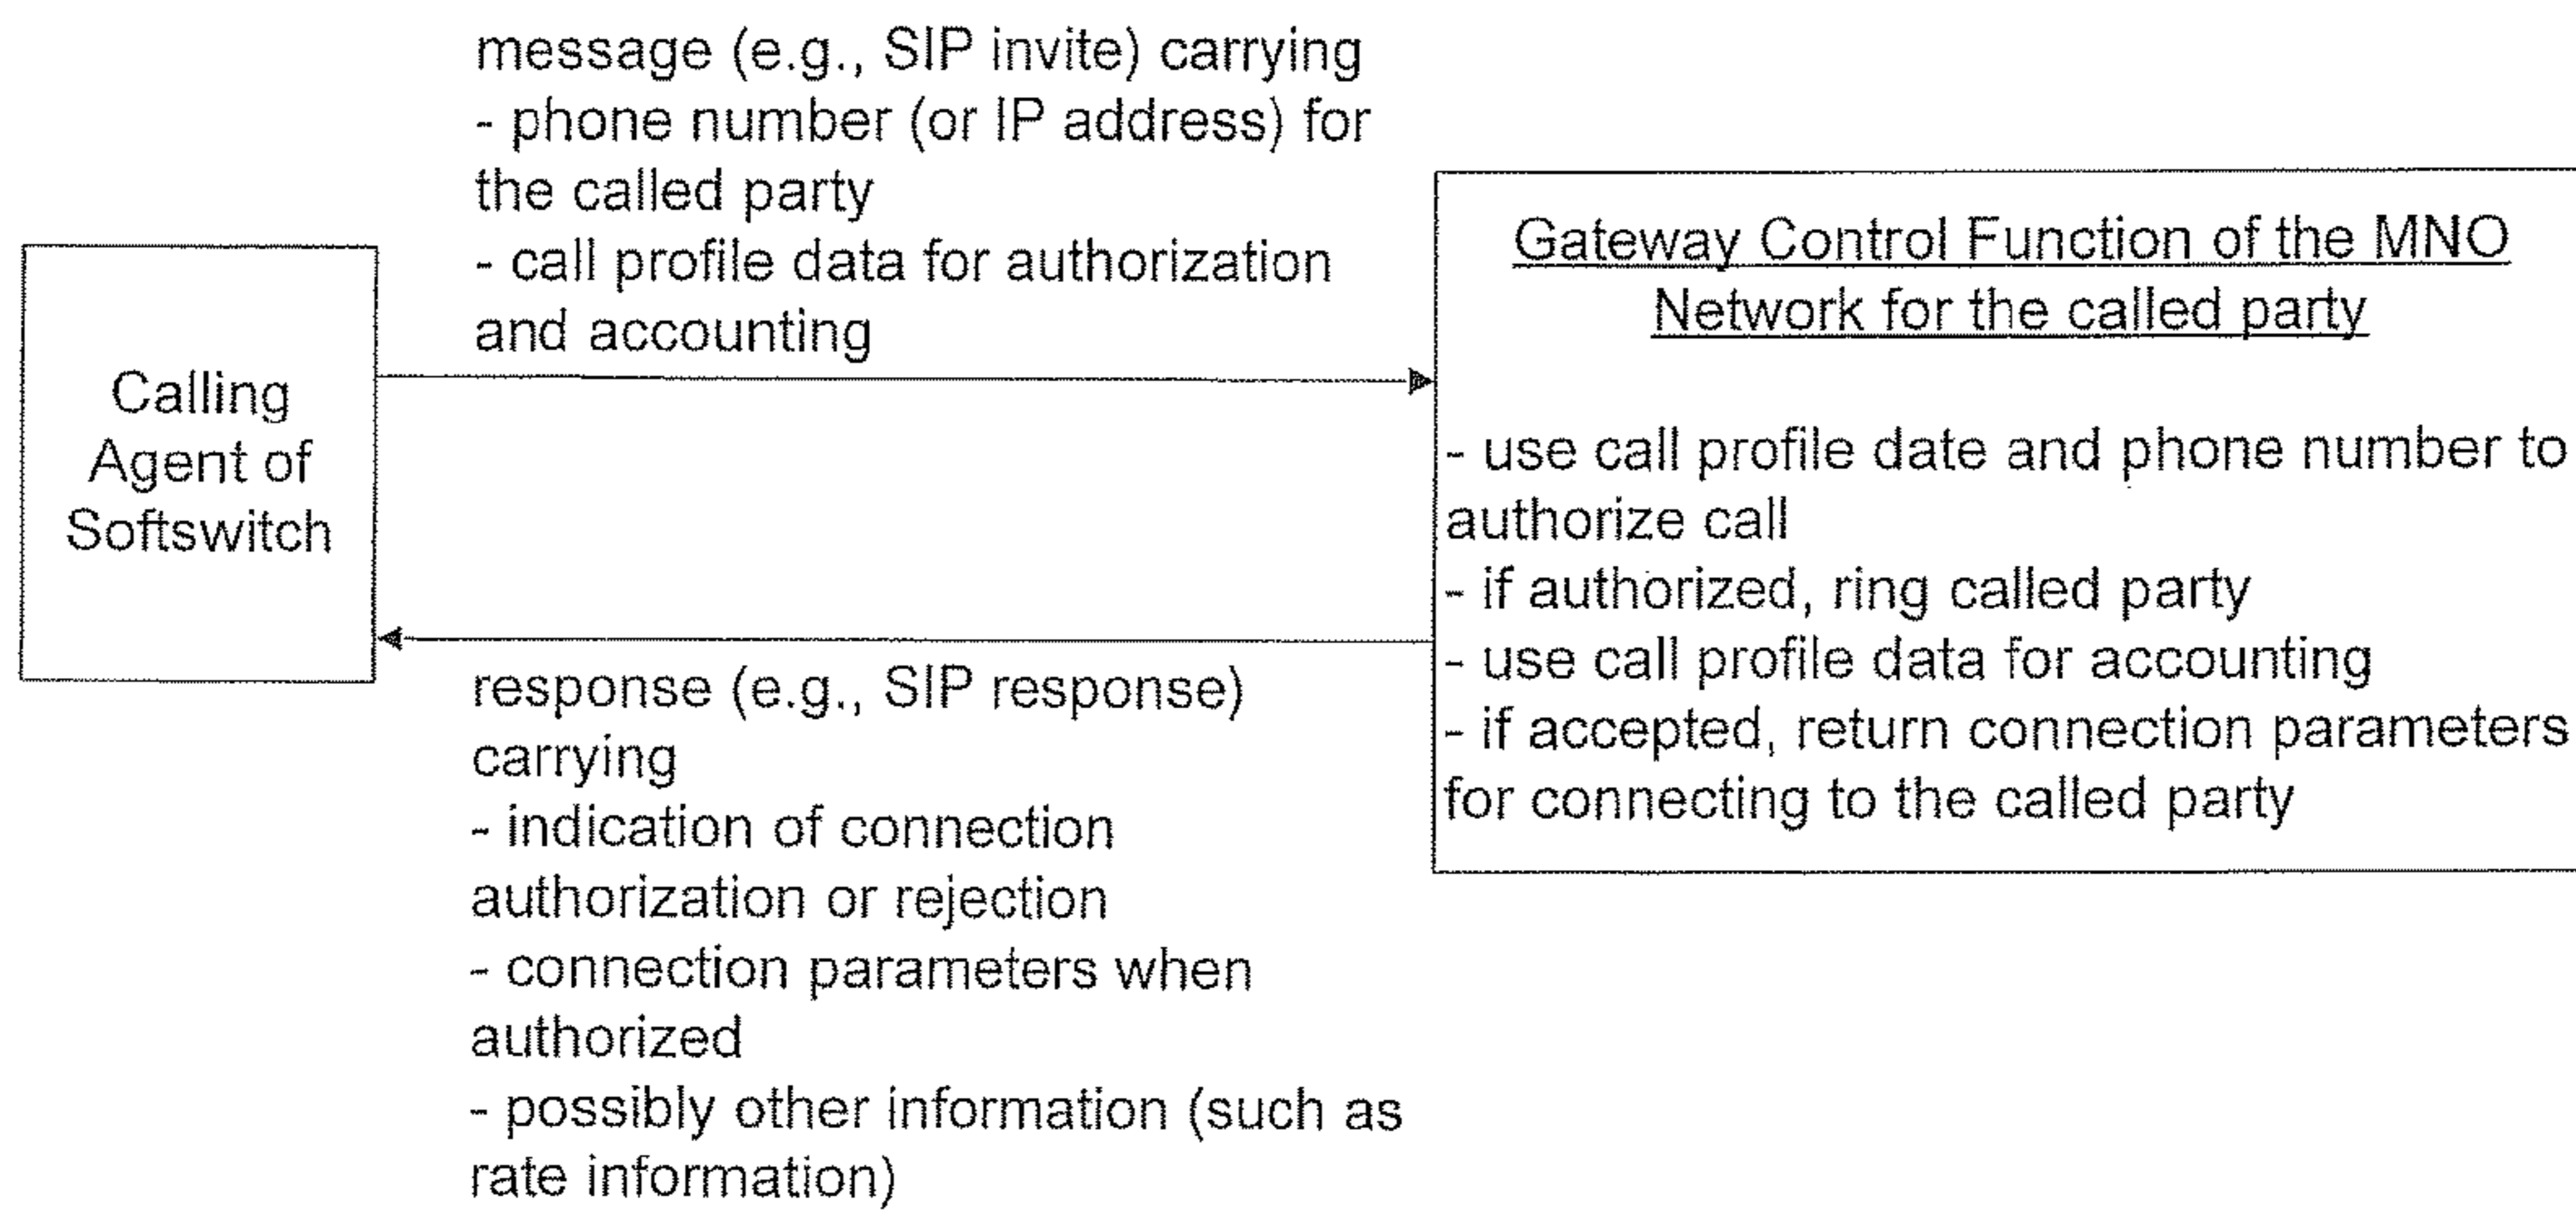 message (e.g., SIP invite) carrying
- phone number (or IP address) for
the called party
- call profile data for authorization
and accounting
Calling
Agent of
Softswitch
Gateway Control Function of the MNO
Network for the called party
- use call profile date and phone number to
authorize call
- if authorized, ring called party
- use call profile data for accounting
- if accepted, return connection parameters
for connecting to the called party
response (e.g., SIP response)
carrying
- indication of connection
authorization or rejection
- connection parameters when
authorized
- possibly other information (such as
rate information)